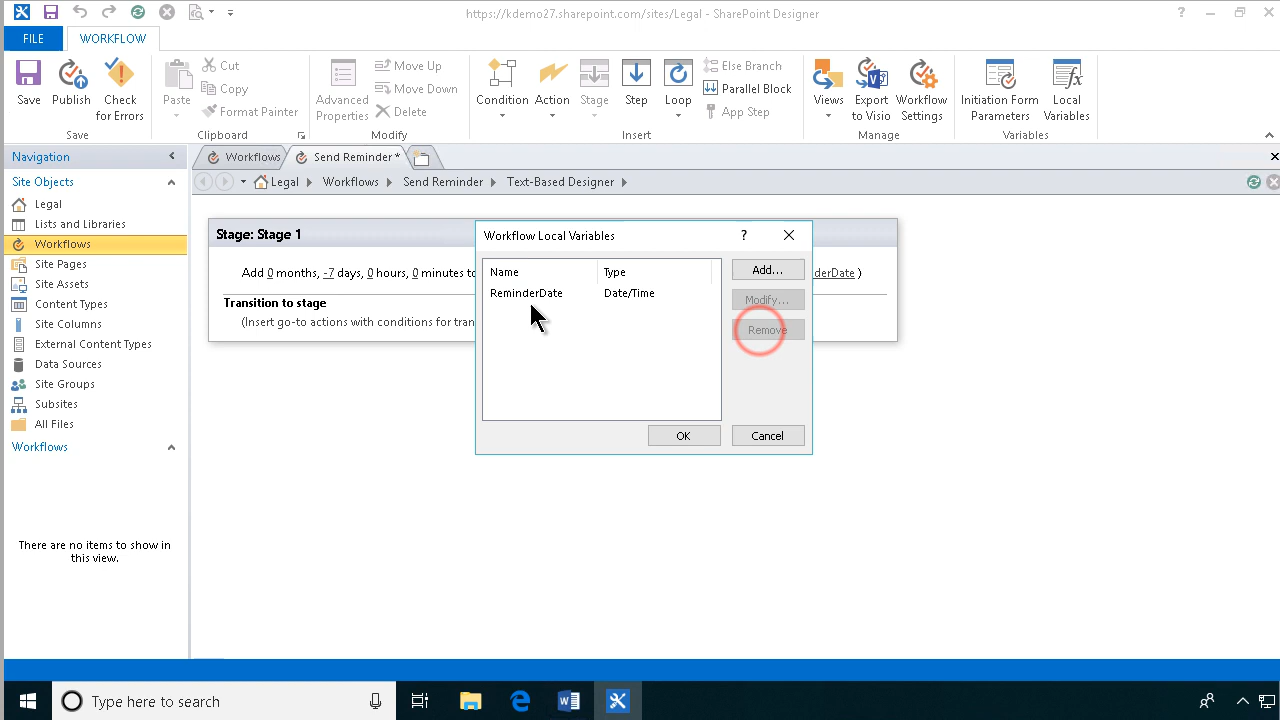 https://kdemo27.sharepoint.com/sites/Legal - SharePoint Designer
FILE
WORKFLOW
Save
Publish
Check for Errors
Save
Paste
Cut
Copy
Format Painter
Clipboard
Advanced Properties
Move Up
Move Down
Delete
Modify
Condition
Action
Stage
Step
Loop
Else Branch
Parallel Block
App Step
Insert
Views
Export to Visio
Workflow Settings
Manage
Initiation Form Parameters
Local Variables
Variables
Navigation
Workflows
Send Reminder *
Site Objects
Legal
Workflows
Send Reminder
Text-Based Designer
Legal
Lists and Libraries
Workflows
Site Pages
Site Assets
Content Types
Site Columns
External Content Types
Data Sources
Site Groups
Subsites
All Files
Workflows
There are no items to show in
this view.
Stage: Stage 1
Add 0 months, -7 days, 0 hours, 0 minutes to
derDate )
Transition to stage
(Insert go-to actions with conditions for tran
Workflow Local Variables
?
Name
Type
ReminderDate
Date/Time
Add...
Modify...
Remove
OK
Cancel
Type here to search